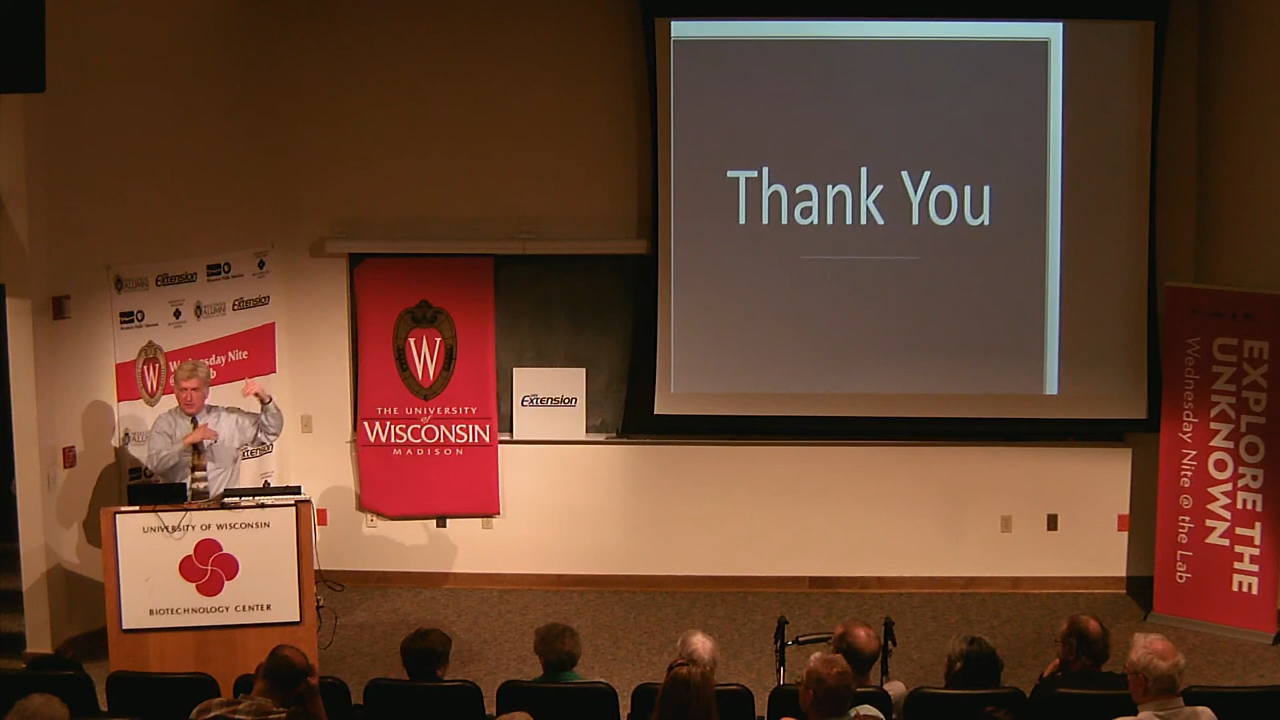 Thank You
Extension
Extension
Wednesday Nite
W
THE UNIVERSITY
of
WISCONSIN
MADISON
W
Extension
Extension
UNIVERSITY OF WISCONSIN
BIOTECHNOLOGY CENTER
EXPLORE THE
UNKNOWN
Wednesday Nite @ the Lab